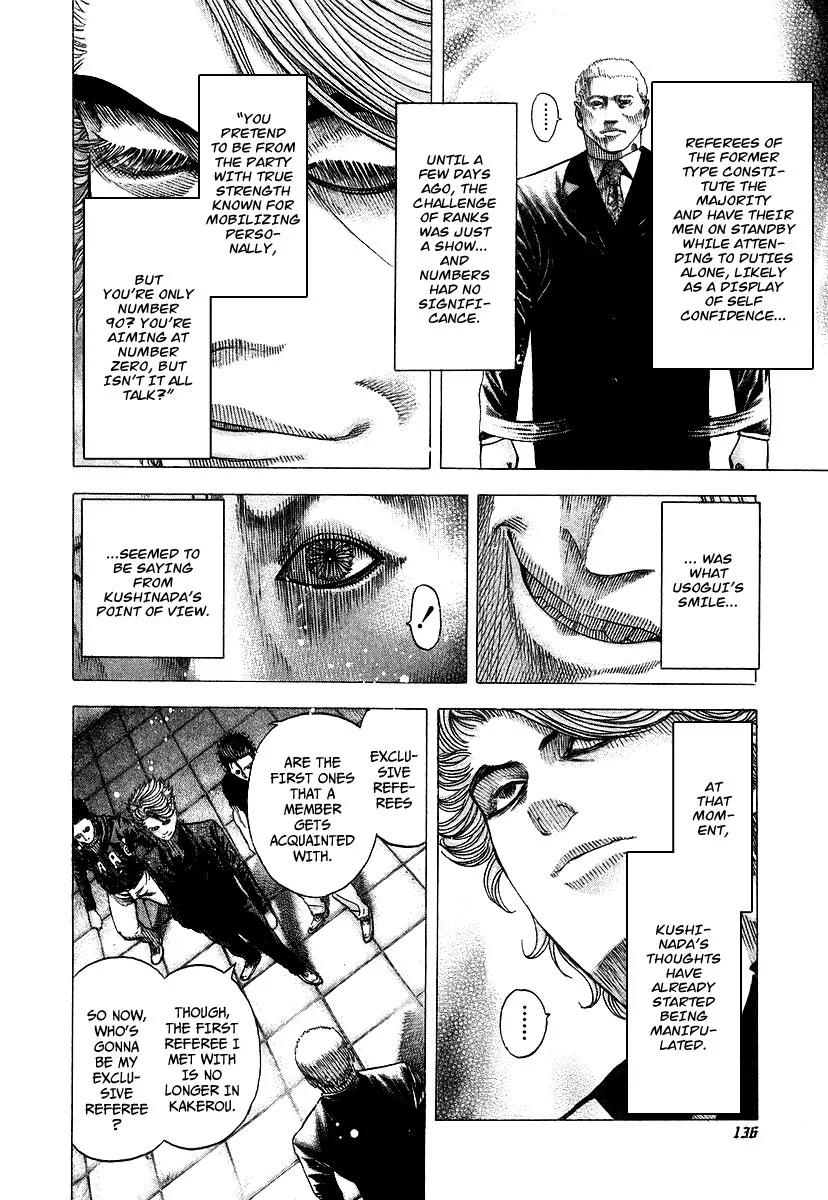 REFEREES
OF THE
FORMER
TYPE CONSTI-
TUTE THE
MAJORITY
AND HAVE THEIR
MEN ON STANDBY
WHILE ATTEN-
DING TO DUTIES
ALONE, LIKELY
AS A DISPLAY
OF SELF
CONFIDENCE...
......
UNTIL A
FEW DAYS
AGO, THE
CHALLENGE
OF RANKS
WAS JUST
A SHOW...
AND
NUMBERS
HAD NO
SIGNIFI-
CANCE.
"YOU
PRETEND
TO BE FROM
THE PARTY
WITH TRUE
STRENGTH
KNOWN FOR
MOBILIZING
PERSO-
NALLY,
BUT
YOU'RE ONLY
NUMBER
90? YOU'RE
AIMING AT
NUMBER
ZERO, BUT
ISN'T IT ALL
TALK?"
... WAS
WHAT
USOGUI'S
SMILE...
!
...SEEMED TO
BE SAYING
FROM
KUSHINADA'S
POINT OF VIEW.
AT
THAT
MOM-
ENT,
KUSHI-
NADA'S
THOUGHTS
HAVE
ALREADY
STARTED
BEING
MANIPU-
LATED.
......
EXCLU-
SIVE
REFE-
REES
ARE THE
FIRST ONES
THAT A
MEMBER
GETS
ACQUAINTED
WITH.
THOUGH,
THE FIRST
REFEREE I
MET WITH
IS NO
LONGER IN
KAKEROU.
SO NOW,
WHO'S
GONNA
BE MY
EXCLU-
SIVE
REFEREE
?
136